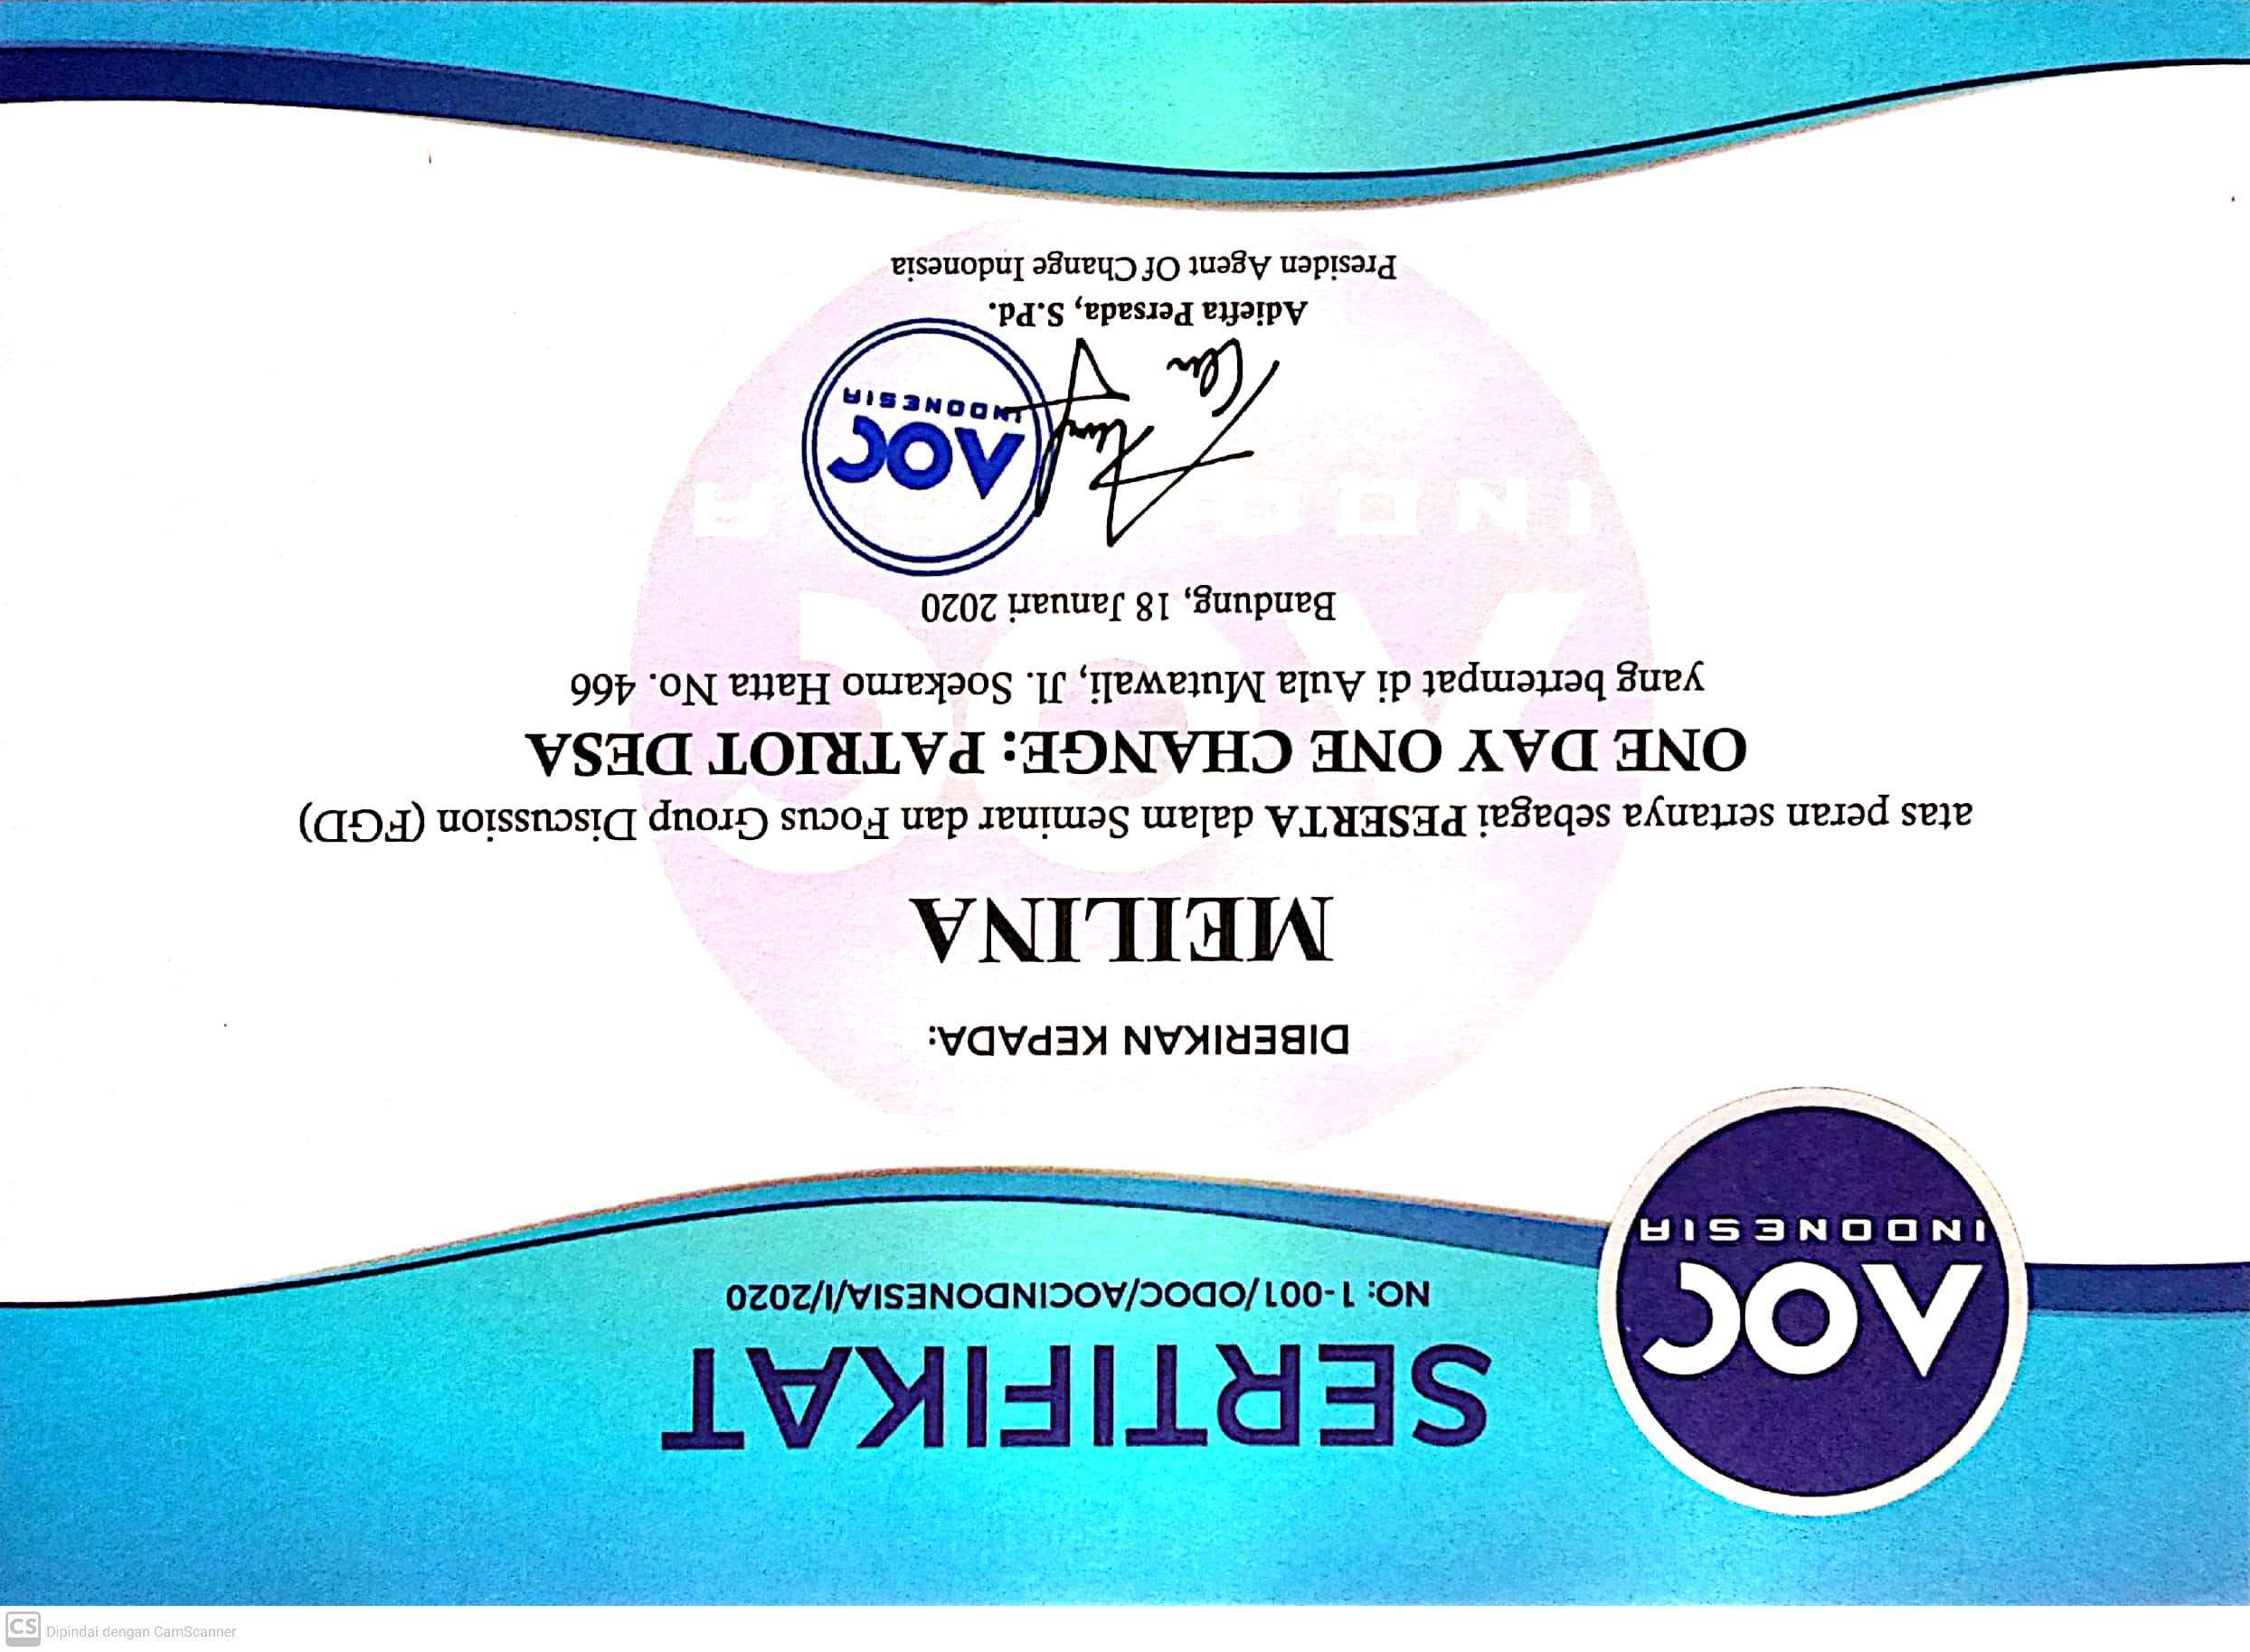 Dipindai dengan CamScanner
CS
AOC
INDONESIA
SERTIFIKAT
NO: 1-001/ODOC/AOCINDONESIA/I/2020
DIBERIKAN KEPADA:
MEILINA
atas peran sertanya sebagai PESERTA dalam Seminar dan Focus Group Discussion (FGD)
ONE DAY ONE CHANGE: PATRIOT DESA
yang bertempat di Aula Mutawali, Jl. Soekarno Hatta No. 466
Bandung, 18 Januari 2020
AOC
INDONESIA
Adiefta Persada, S.Pd.
Presiden Agent Of Change Indonesia